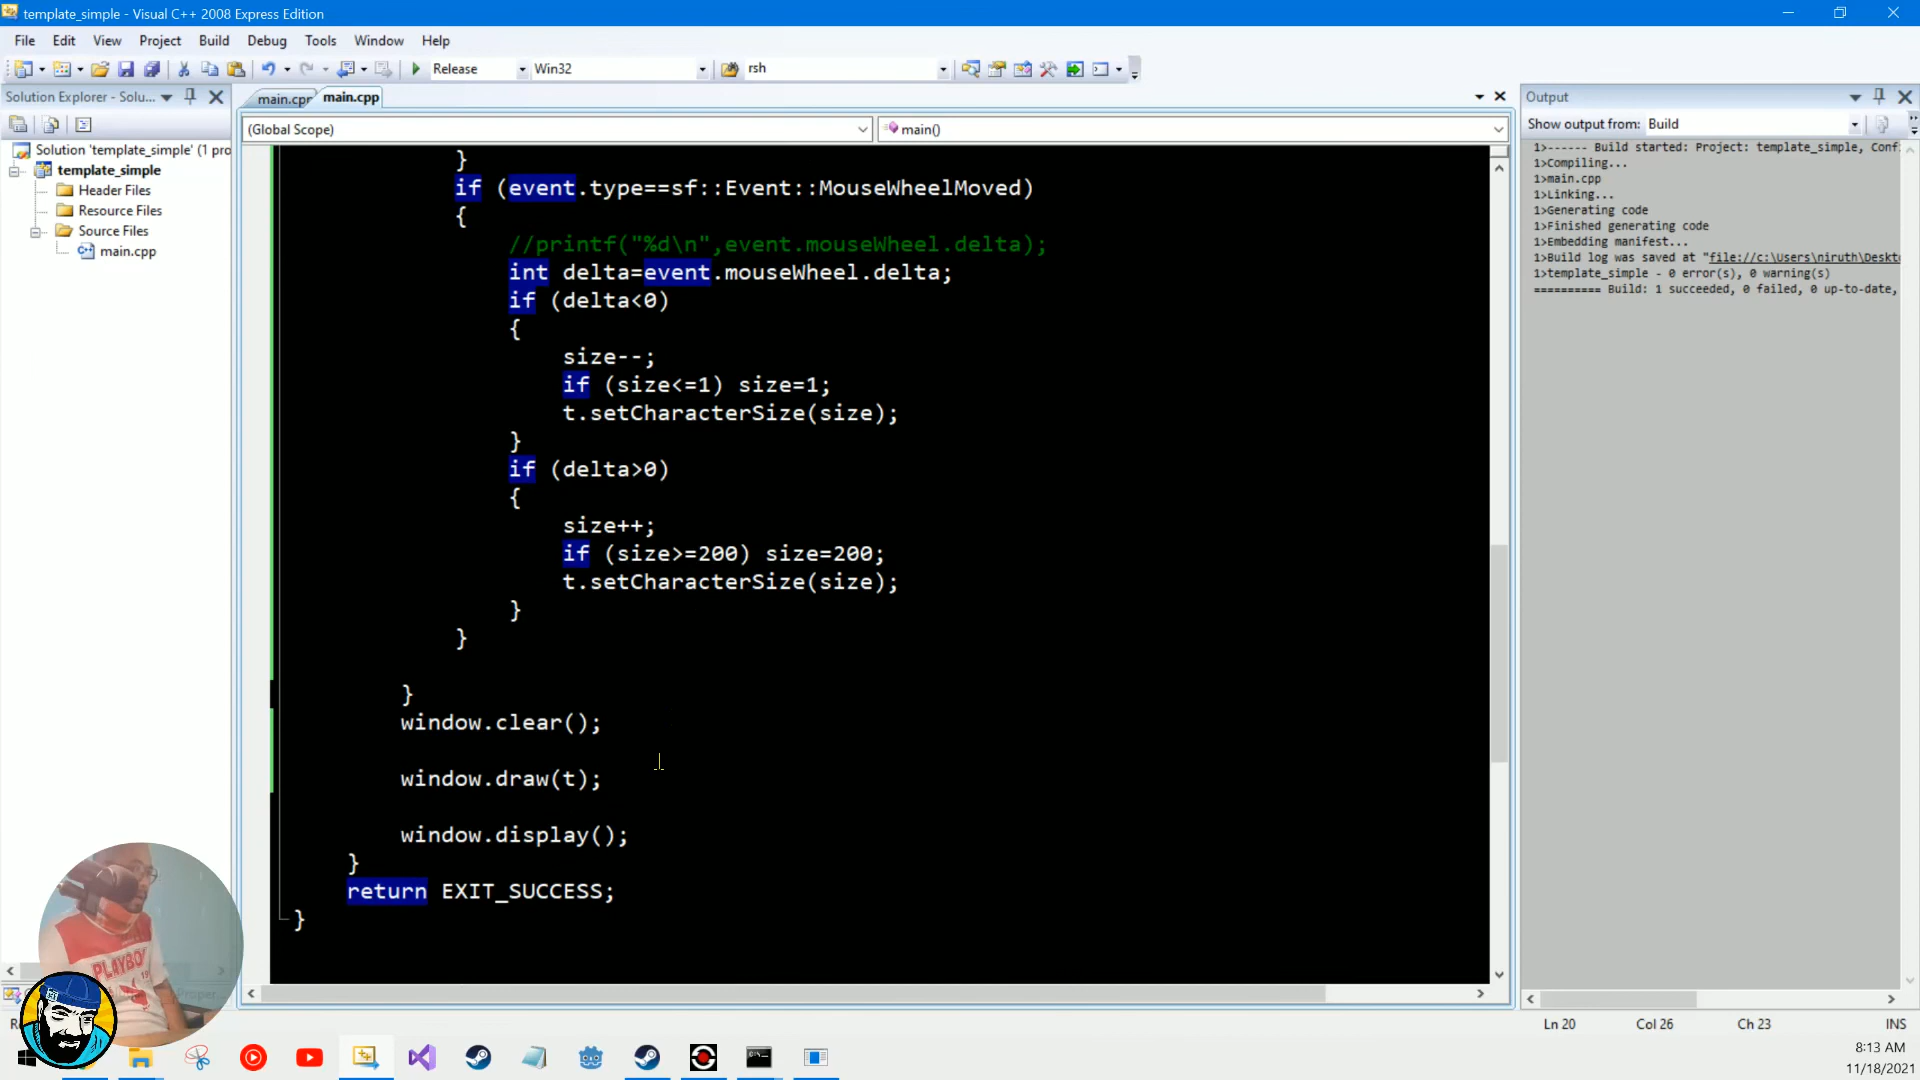 template_simple - Visual C++ 2008 Express Edition
File Edit View Project Build Debug Tools Window Help
Release Win32 rsh
Solution Explorer - Solu...
main.cpp main.cpp
Output
(Global Scope) main()
Show output from: Build
Solution 'template_simple' (1 pro
template_simple
Header Files
Resource Files
Source Files
main.cpp
}
if (event.type==sf::Event::MouseWheelMoved)
{
//printf("%d\n",event.mouseWheel.delta);
int delta=event.mouseWheel.delta;
if (delta<0)
{
size--;
if (size<=1) size=1;
t.setCharacterSize(size);
}
if (delta>0)
{
size++;
if (size>=200) size=200;
t.setCharacterSize(size);
}
}
}
window.clear();
window.draw(t);
window.display();
}
return EXIT_SUCCESS;
}
1>------ Build started: Project: template_simple, Conf
1>Compiling...
1>main.cpp
1>Linking...
1>Generating code
1>Finished generating code
1>Embedding manifest...
1>Build log was saved at "file://c:\Users\niruth\Deskt
1>template_simple - 0 error(s), 0 warning(s)
========== Build: 1 succeeded, 0 failed, 0 up-to-date,
PLAYBOY
19
Ln 20 Col 26 Ch 23 INS
8:13 AM
11/18/2021